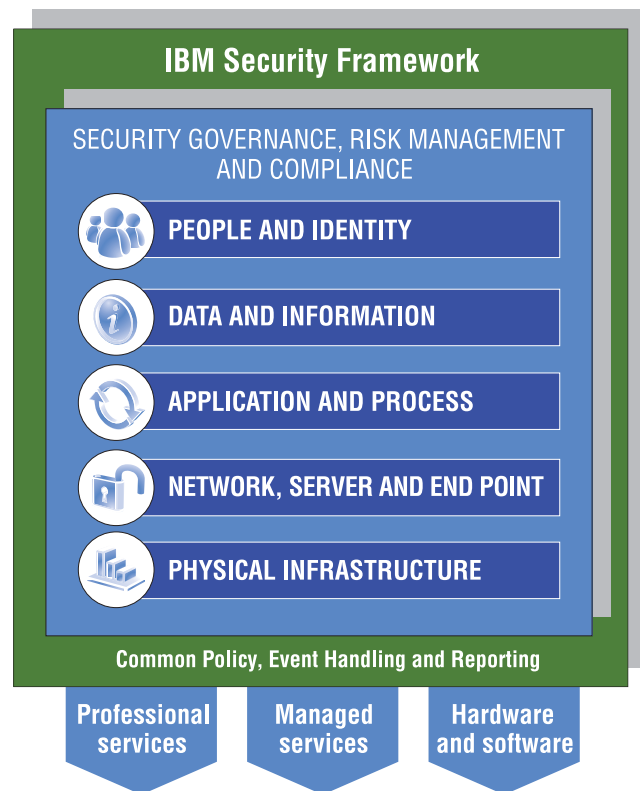 IBM Security Framework
SECURITY GOVERNANCE, RISK MANAGEMENT
AND COMPLIANCE
PEOPLE AND IDENTITY
DATA AND INFORMATION
APPLICATION AND PROCESS
NETWORK, SERVER AND END POINT
PHYSICAL INFRASTRUCTURE
Common Policy, Event Handling and Reporting
Professional
services
Managed
services
Hardware
and software